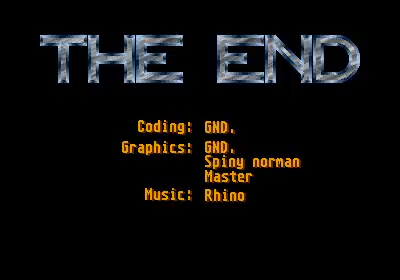 THE END
Coding: GND.
Graphics: GND.
Spiny norman
Master
Music: Rhino